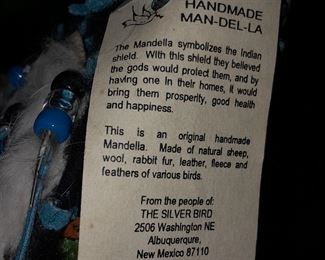 HANDMADE
MAN-DEL-LA
The Mandella symbolizes the Indian
shield. With this shield they believed
the gods would protect them, and by
having one in their homes, it would
bring them prosperity, good health
and happiness.
This is an original handmade
Mandella. Made of natural sheep,
wool, rabbit fur, leather, fleece and
feathers of various birds.
From the people of:
THE SILVER BIRD
2506 Washington NE
Albuquerqure,
New Mexico 87110